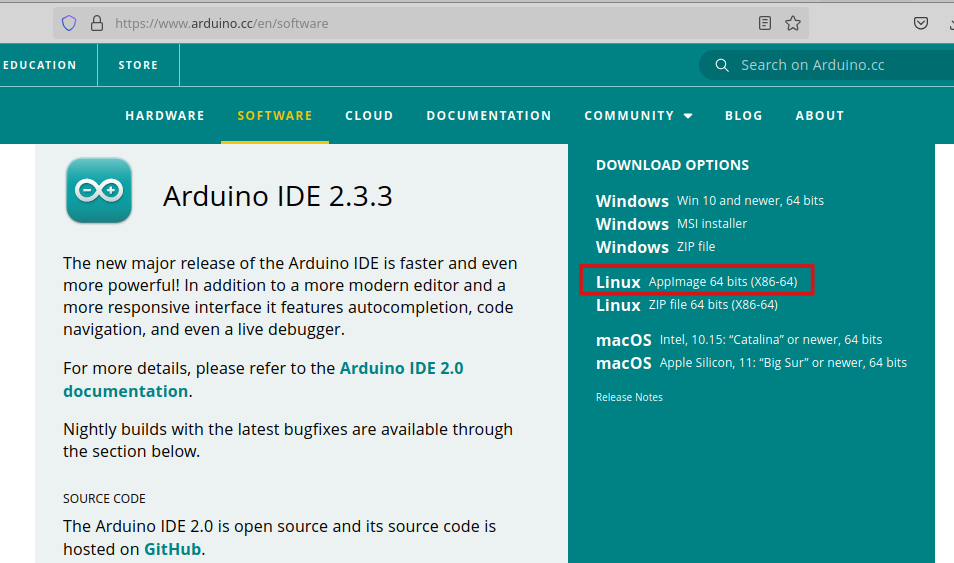 https://www.arduino.cc/en/software
EDUCATION
STORE
Search on Arduino.cc
HARDWARE
SOFTWARE
CLOUD
DOCUMENTATION
COMMUNITY
BLOG
ABOUT
Arduino IDE 2.3.3
The new major release of the Arduino IDE is faster and even
more powerful! In addition to a more modern editor and a
more responsive interface it features autocompletion, code
navigation, and even a live debugger.
For more details, please refer to the Arduino IDE 2.0
documentation.
Nightly builds with the latest bugfixes are available through
the section below.
SOURCE CODE
The Arduino IDE 2.0 is open source and its source code is
hosted on GitHub.
DOWNLOAD OPTIONS
Windows Win 10 and newer, 64 bits
Windows MSI installer
Windows ZIP file
Linux AppImage 64 bits (X86-64)
Linux ZIP file 64 bits (X86-64)
macOS Intel, 10.15: “Catalina” or newer, 64 bits
macOS Apple Silicon, 11: “Big Sur” or newer, 64 bits
Release Notes